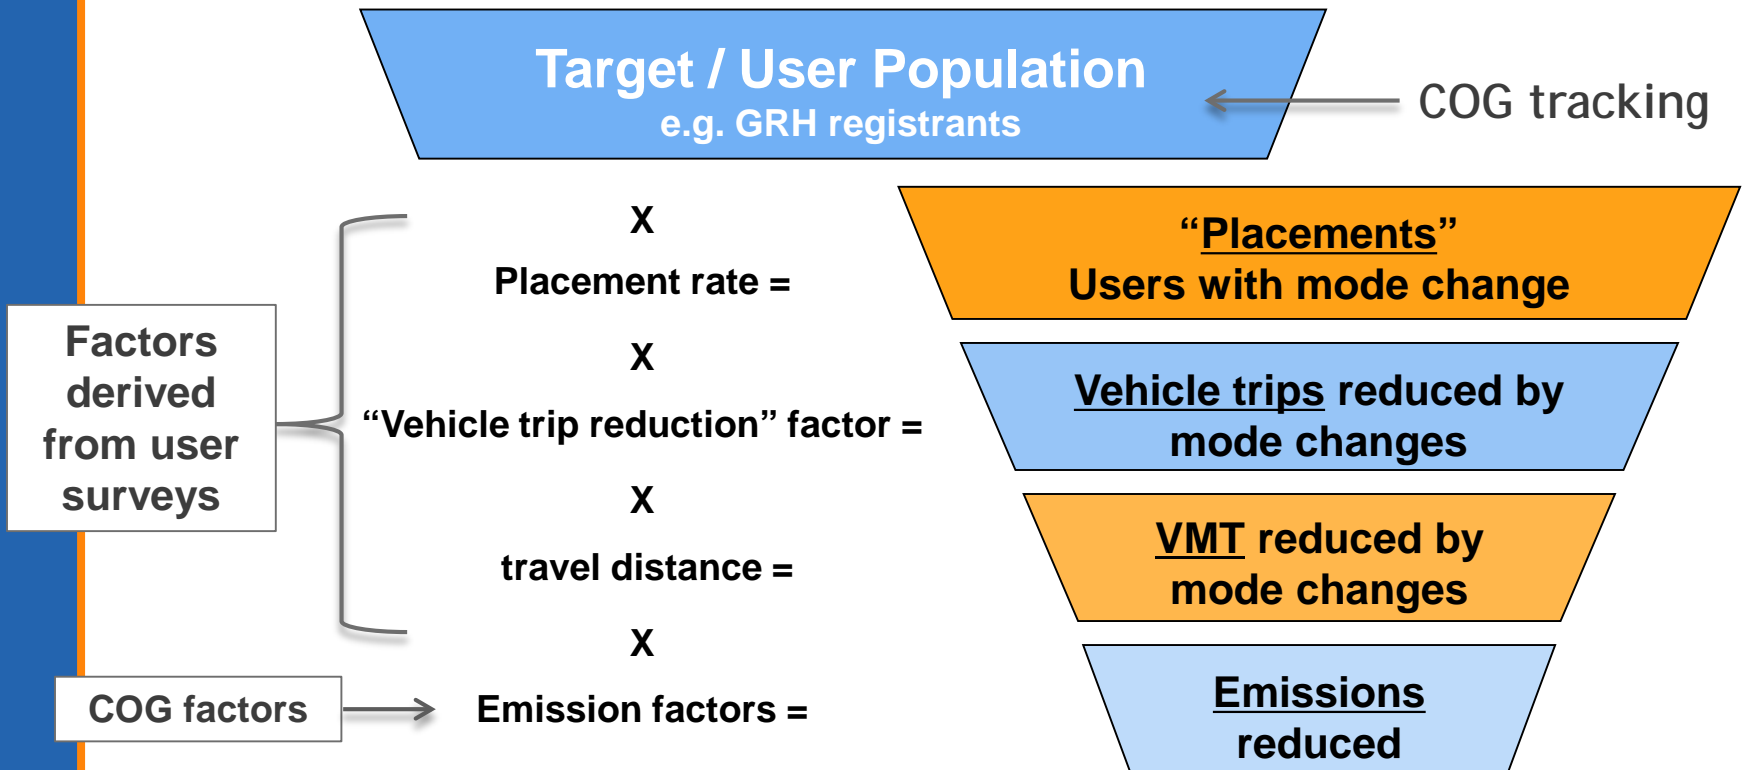 Target / User Population
e.g. GRH registrants
COG tracking
X
Placement rate =
“Placements”
Users with mode change
Factors
derived
from user
surveys
X
“Vehicle trip reduction” factor =
Vehicle trips reduced by
mode changes
X
travel distance =
VMT reduced by
mode changes
X
COG factors
Emission factors =
Emissions
reduced